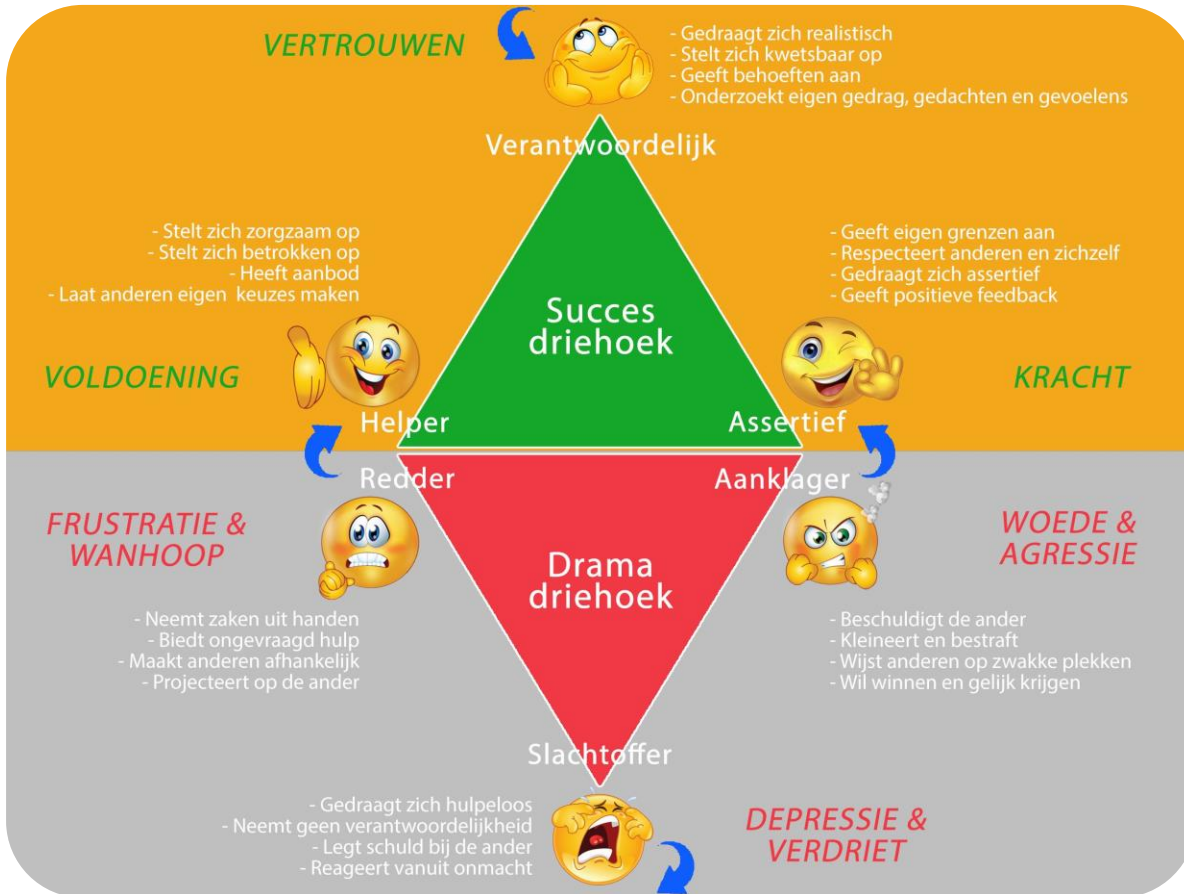 VERTROUWEN
- Gedraagt zich realistisch
- Stelt zich kwetsbaar op
- Geeft behoeften aan
- Onderzoekt eigen gedrag, gedachten en gevoelens
Verantwoordelijk
- Stelt zich zorgzaam op
- Stelt zich betrokken op
- Heeft aanbod
- Laat anderen eigen keuzes maken
- Geeft eigen grenzen aan
- Respecteert anderen en zichzelf
- Gedraagt zich assertief
- Geeft positieve feedback
Succes
driehoek
VOLDOENING
KRACHT
Helper
Assertief
Redder
Aanklager
FRUSTRATIE &
WANHOOP
WOEDE &
AGRESSIE
Drama
driehoek
- Neemt zaken uit handen
- Biedt ongevraagd hulp
- Maakt anderen afhankelijk
- Projecteert op de ander
- Beschuldigt de ander
- Kleineert en bestraft
- Wijst anderen op zwakke plekken
- Wil winnen en gelijk krijgen
Slachtoffer
- Gedraagt zich hulpeloos
- Neemt geen verantwoordelijkheid
- Legt schuld bij de ander
- Reageert vanuit onmacht
DEPRESSIE &
VERDRIET